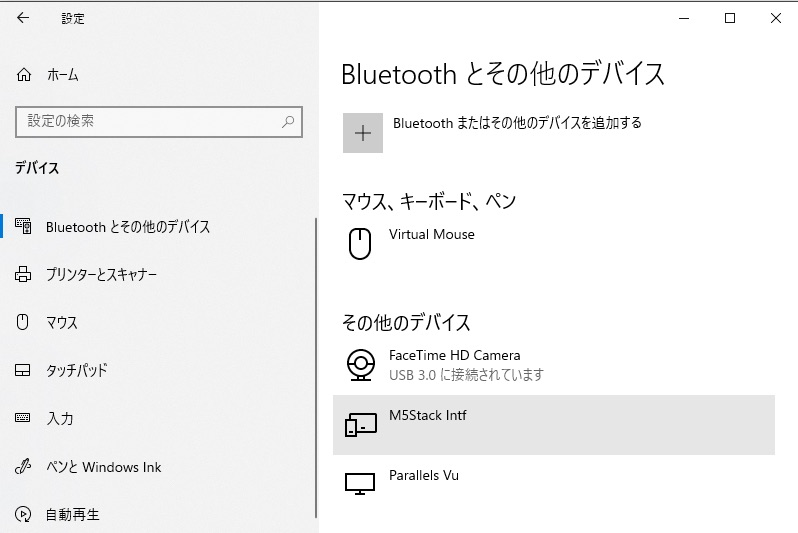 設定
ホーム
設定の検索
デバイス
Bluetooth とその他のデバイス
プリンターとスキャナー
マウス
タッチパッド
入力
ペンと Windows Ink
自動再生
Bluetooth とその他のデバイス
Bluetooth またはその他のデバイスを追加する
マウス、キーボード、ペン
Virtual Mouse
その他のデバイス
FaceTime HD Camera
USB 3.0 に接続されています
M5Stack Intf
Parallels Vu